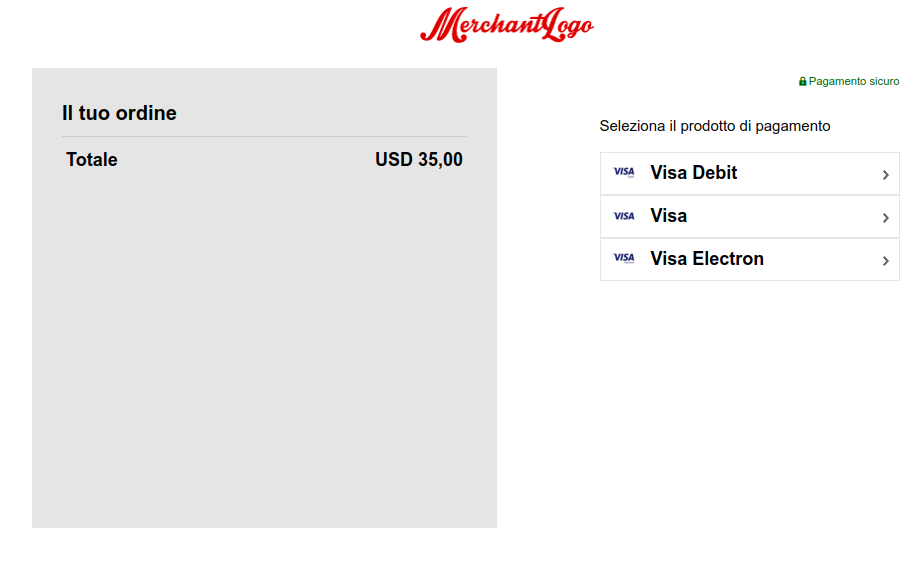 MerchantLogo
Pagamento sicuro
Il tuo ordine
Totale USD 35,00
Seleziona il prodotto di pagamento
VISA Visa Debit
VISA Visa
VISA Visa Electron